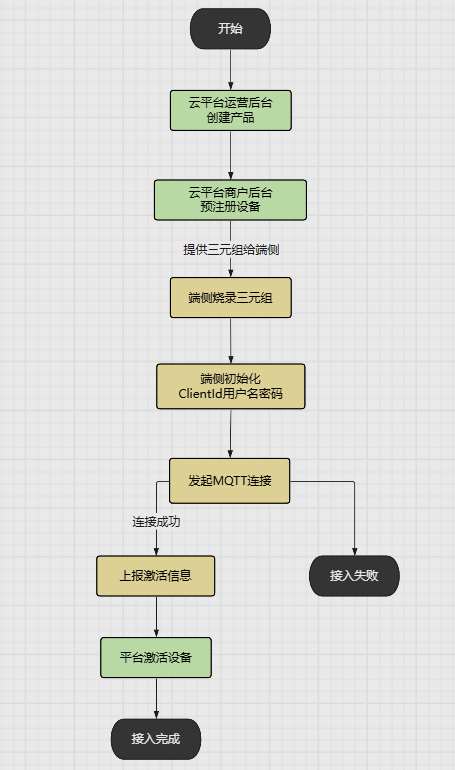 开始
云平台运营后台
创建产品
云平台商户后台
预注册设备
提供三元组给端侧
端侧烧录三元组
端侧初始化
ClientId用户名密码
发起MQTT连接
连接成功
上报激活信息
接入失败
平台激活设备
接入完成